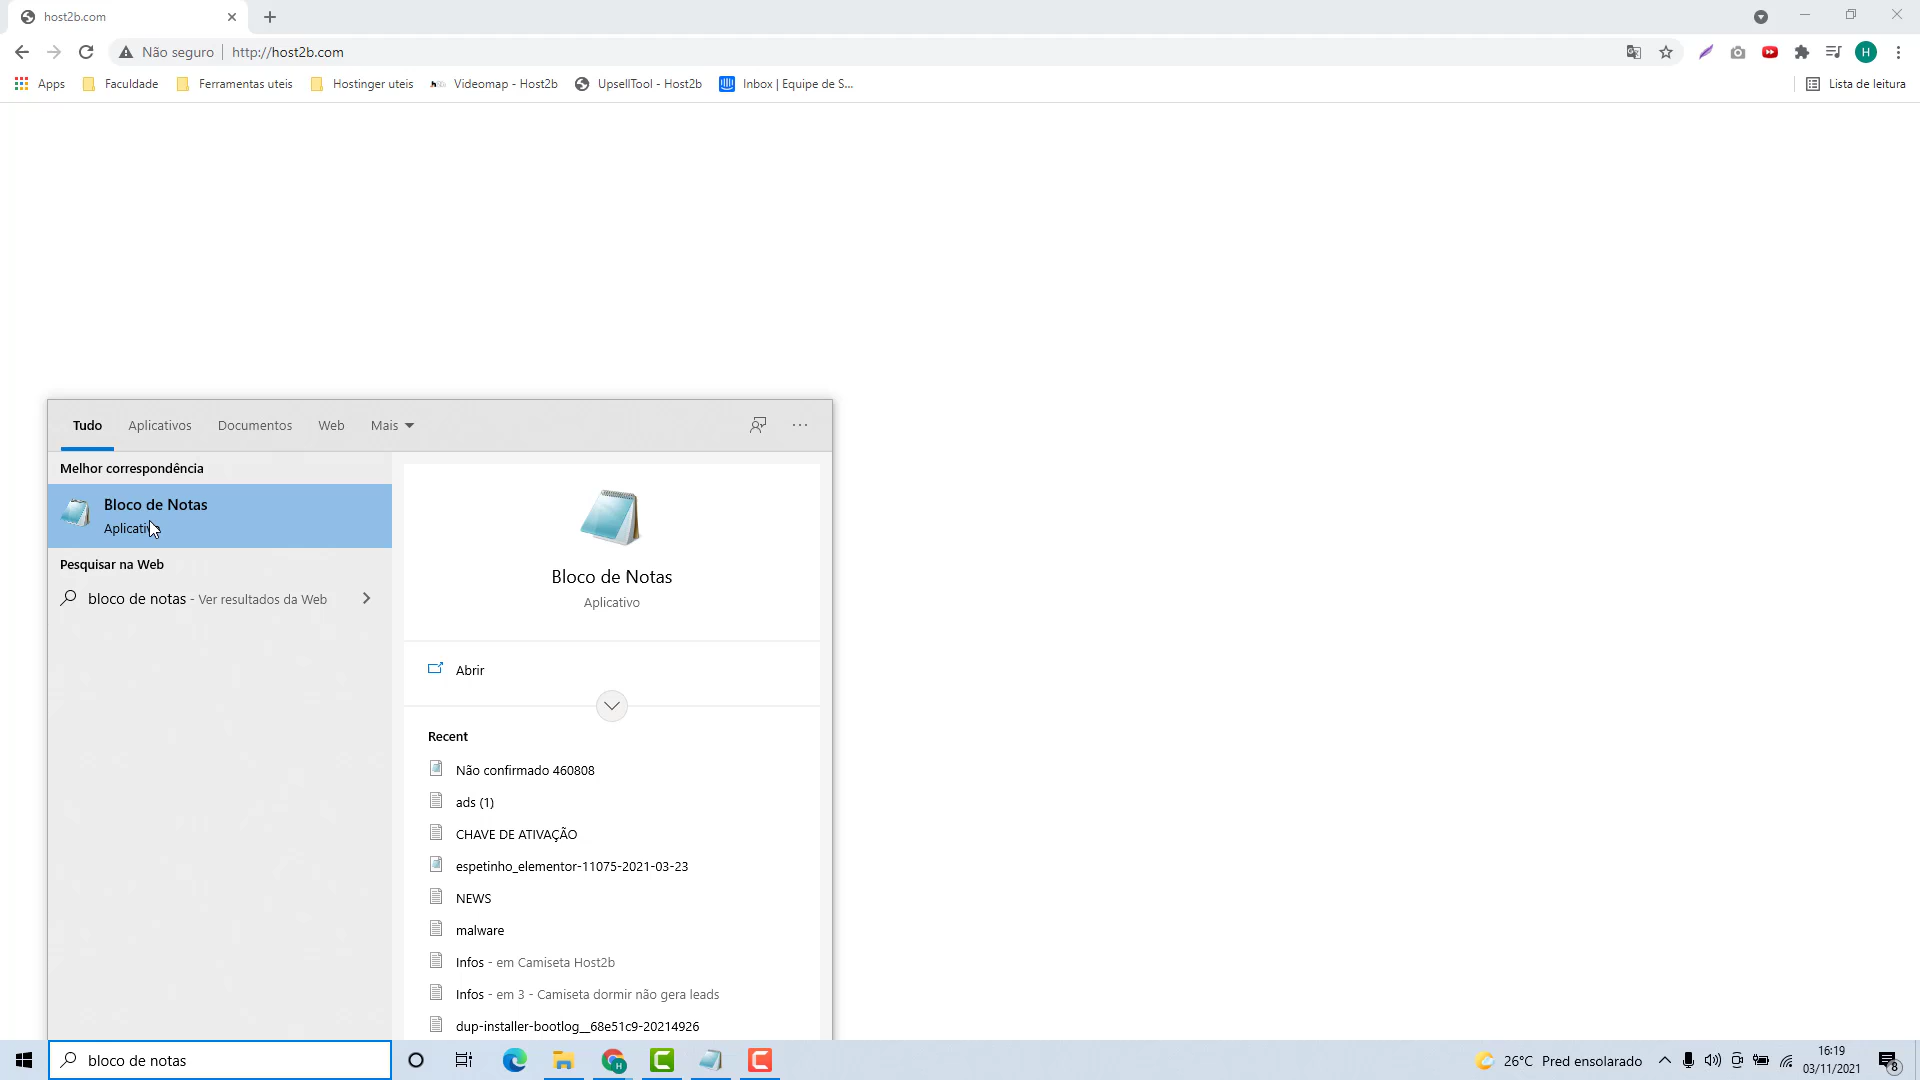 host2b.com
Não seguro
http://host2b.com
H
Apps
Faculdade
Ferramentas uteis
Hostinger uteis
Videomap - Host2b
UpsellTool - Host2b
Inbox | Equipe de S...
Lista de leitura
Tudo
Aplicativos
Documentos
Web
Mais
Melhor correspondência
Bloco de Notas
Pesquisar na Web
bloco de notas - Ver resultados da Web
Bloco de Notas
Aplicativo
Abrir
Recent
Não confirmado 460808
ads (1)
CHAVE DE ATIVAÇÃO
espetinho_elementor-11075-2021-03-23
NEWS
malware
Infos - em Camiseta Host2b
Infos - em 3 - Camiseta dormir não gera leads
dup-installer-bootlog__68e51c9-20214926
bloco de notas
26°C Pred ensolarado
16:19
03/11/2021
8